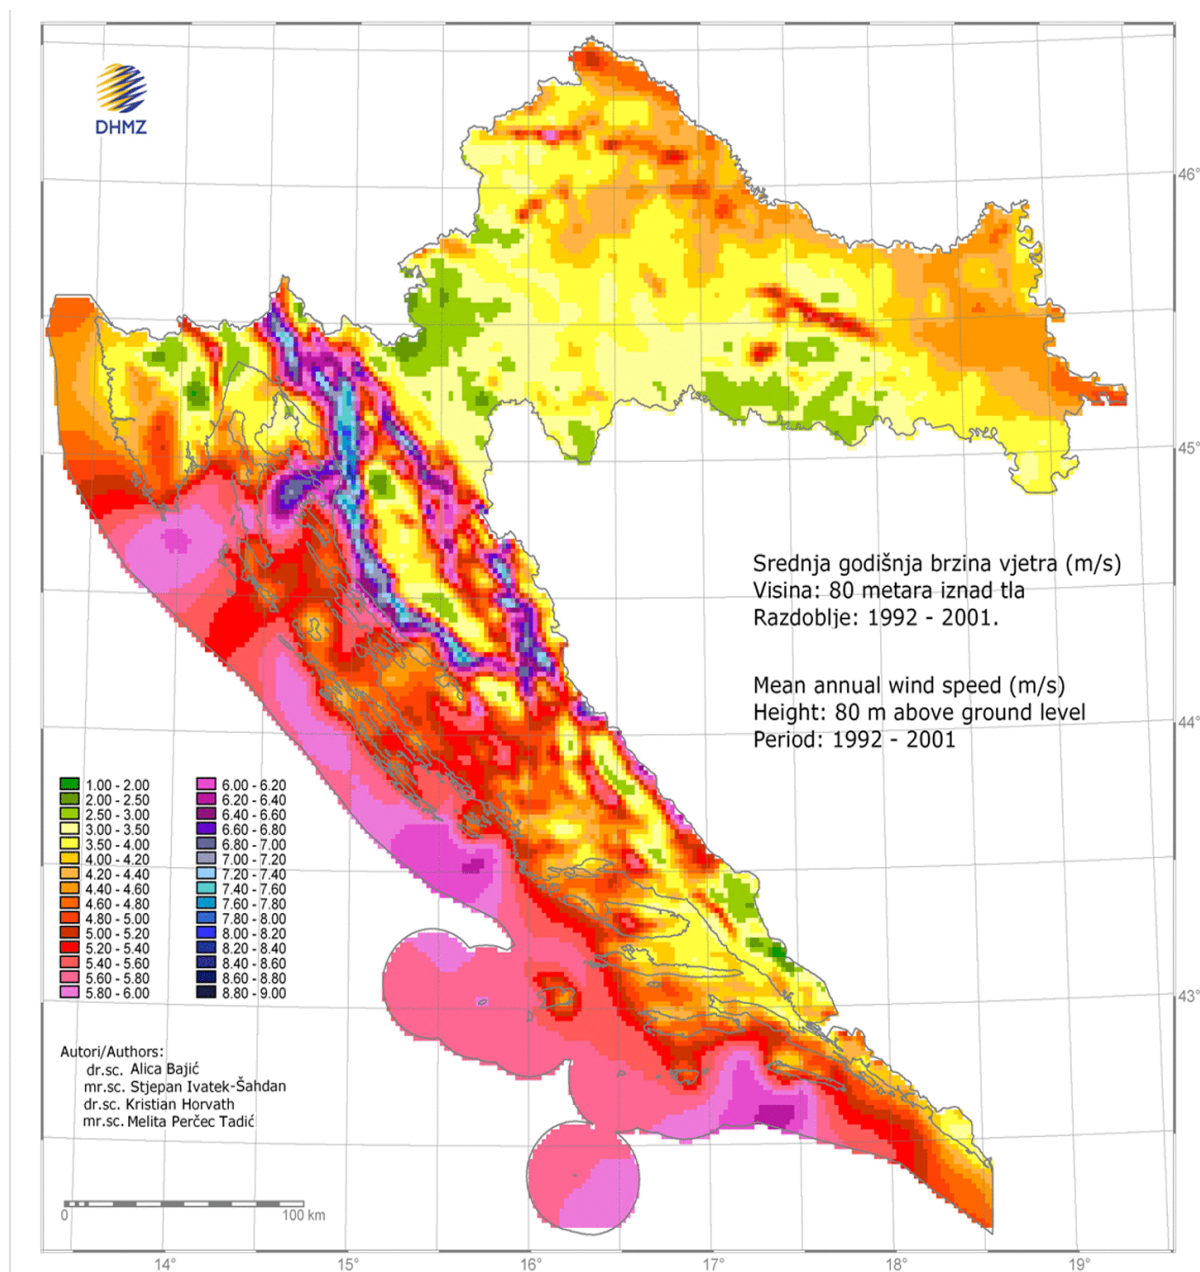 DHMZ
46°
45°
Srednja godišnja brzina vjetra (m/s)
Visina: 80 metara iznad tla
Razdoblje: 1992 - 2001.
Mean annual wind speed (m/s)
Height: 80 m above ground level
Period: 1992 - 2001
44°
1.00 - 2.00
2.00 - 2.50
2.50 - 3.00
3.00 - 3.50
3.50 - 4.00
4.00 - 4.20
4.20 - 4.40
4.40 - 4.60
4.60 - 4.80
4.80 - 5.00
5.00 - 5.20
5.20 - 5.40
5.40 - 5.60
5.60 - 5.80
5.80 - 6.00
6.00 - 6.20
6.20 - 6.40
6.40 - 6.60
6.60 - 6.80
6.80 - 7.00
7.00 - 7.20
7.20 - 7.40
7.40 - 7.60
7.60 - 7.80
7.80 - 8.00
8.00 - 8.20
8.20 - 8.40
8.40 - 8.60
8.60 - 8.80
8.80 - 9.00
43°
Autori/Authors:
dr.sc. Alica Bajić
mr.sc. Stjepan Ivatek-Šahdan
dr.sc. Kristian Horvath
mr.sc. Melita Perčec Tadić
0 100 km
14° 15° 16° 17° 18° 19°